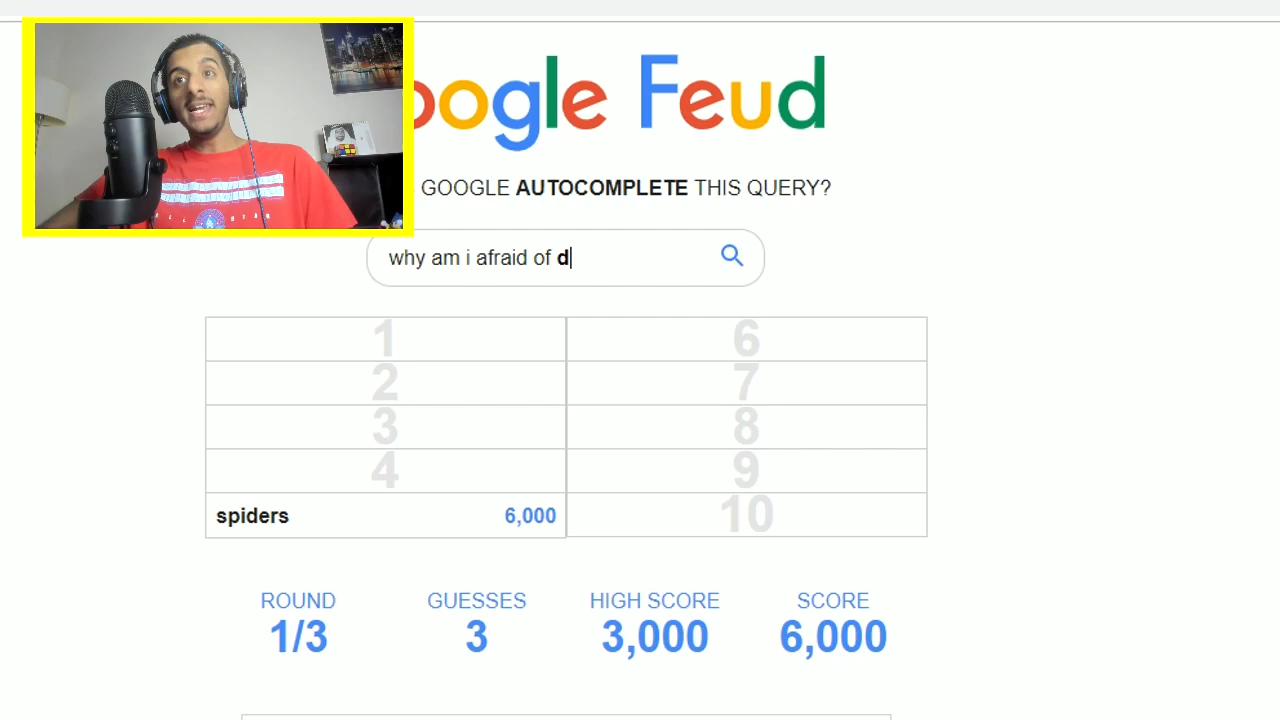 oogle Feud
GOOGLE AUTOCOMPLETE THIS QUERY?
why am i afraid of d
1
6
2
7
3
8
4
9
spiders 6,000
10
ROUND GUESSES HIGH SCORE SCORE
1/3 3 3,000 6,000